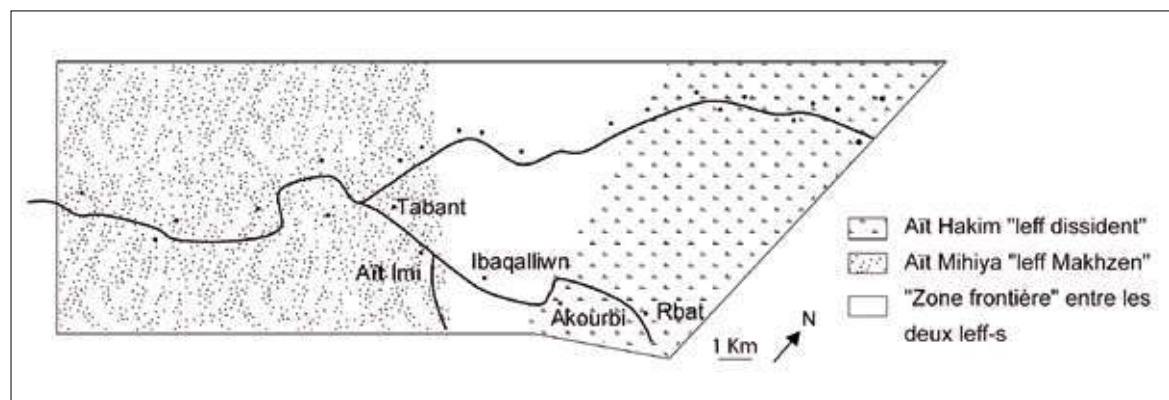 Tabant
Aït Imi
Ibaqalliwn
Akourbi
Rbat
1 Km
N
Aït Hakim "leff dissident"
Aït Mihiya "leff Makhzen"
"Zone frontière" entre les
deux leff-s